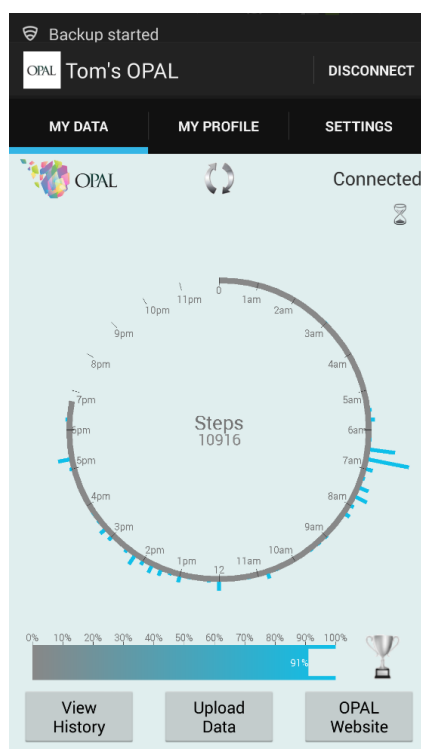 Backup started
OPAL Tom's OPAL DISCONNECT
MY DATA MY PROFILE SETTINGS
OPAL Connected
0
1am
2am
3am
4am
5am
6am
7am
8am
9am
10am
11am
12
1pm
2pm
3pm
4pm
5pm
6pm
7pm
8pm
9pm
10pm
11pm
Steps
10916
0% 10% 20% 30% 40% 50% 60% 70% 80% 90% 100%
91%
View History
Upload Data
OPAL Website